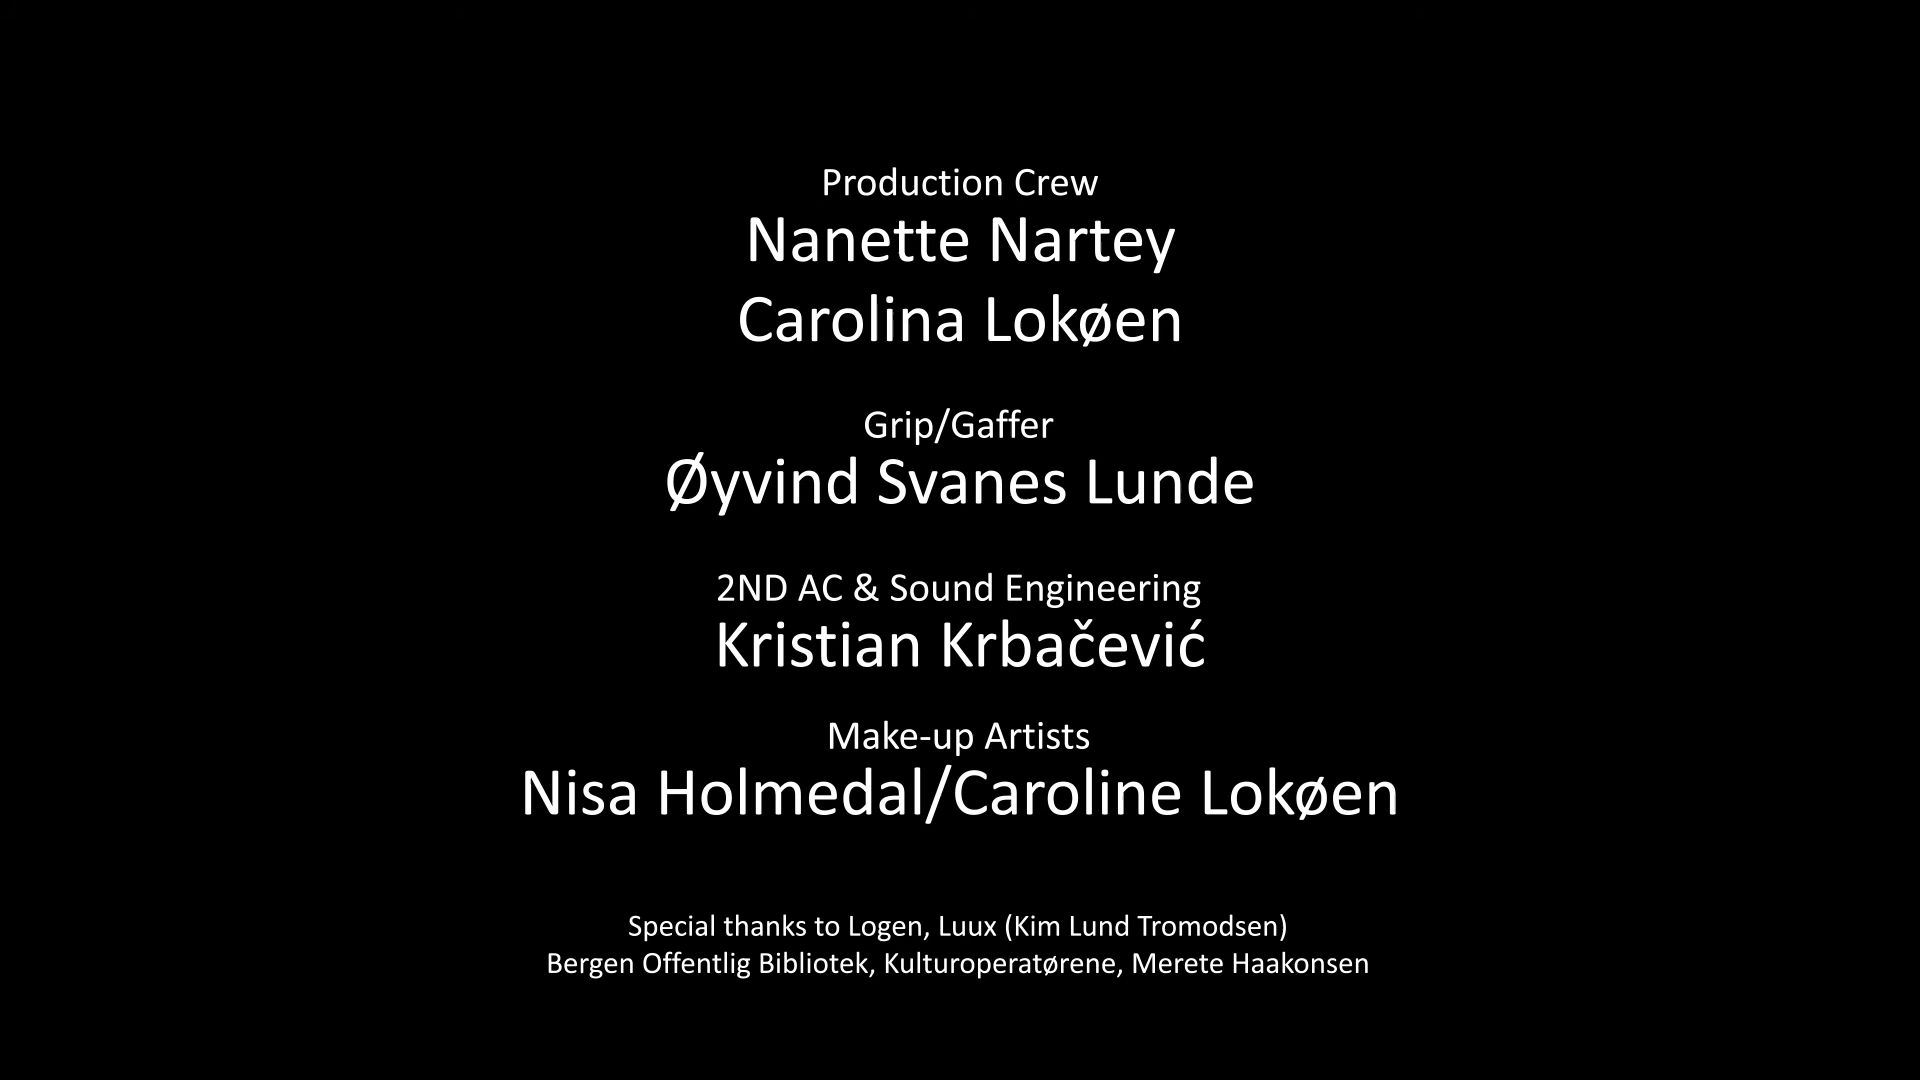 Production Crew
Nanette Nartey
Carolina Lokøen
Grip/Gaffer
Øyvind Svanes Lunde
2ND AC & Sound Engineering
Kristian Krbačević
Make-up Artists
Nisa Holmedal/Caroline Lokøen
Special thanks to Logen, Luux (Kim Lund Tromodsen)
Bergen Offentlig Bibliotek, Kulturoperatørene, Merete Haakonsen